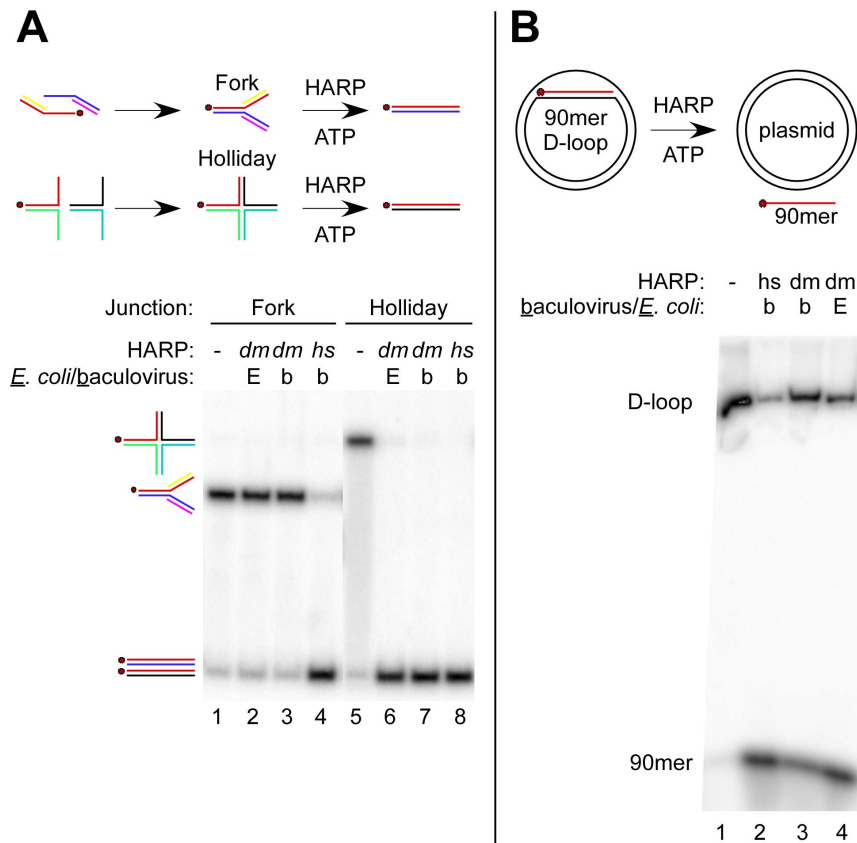 A
Fork
HARP
ATP
Holliday
HARP
ATP
Junction: Fork Holliday
HARP: - dm dm hs - dm dm hs
E. coli/baculovirus: E b b E b b
1 2 3 4 5 6 7 8
B
90mer
D-loop
HARP
ATP
plasmid
90mer
HARP: - hs dm dm
baculovirus/E. coli: b b E
D-loop
90mer
1 2 3 4